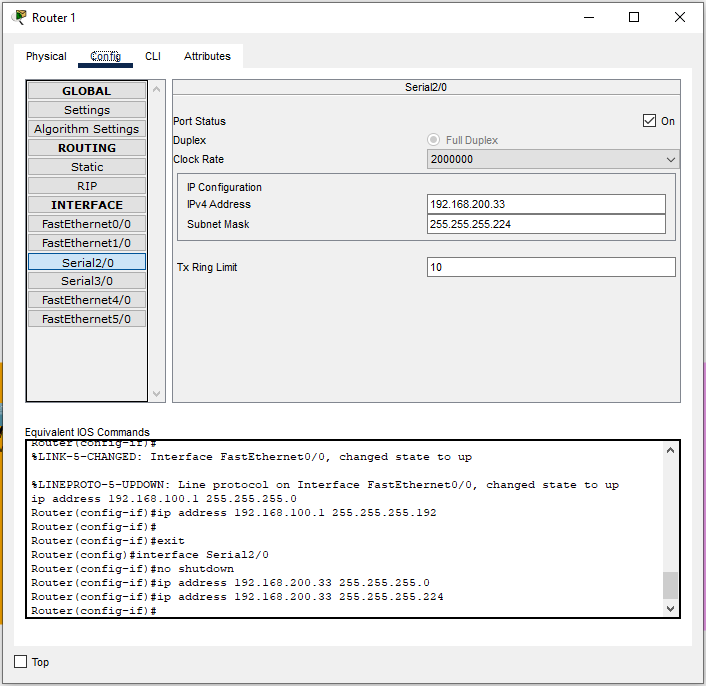 Router 1
Physical Config CLI Attributes
GLOBAL
Settings
Algorithm Settings
ROUTING
Static
RIP
INTERFACE
FastEthernet0/0
FastEthernet1/0
Serial2/0
Serial3/0
FastEthernet4/0
FastEthernet5/0
Serial2/0
Port Status On
Duplex Full Duplex
Clock Rate 2000000
IP Configuration
IPv4 Address 192.168.200.33
Subnet Mask 255.255.255.224
Tx Ring Limit 10
Equivalent IOS Commands
Router(config-if)#
%LINK-5-CHANGED: Interface FastEthernet0/0, changed state to up
%LINEPROTO-5-UPDOWN: Line protocol on Interface FastEthernet0/0, changed state to up
ip address 192.168.100.1 255.255.255.0
Router(config-if)#ip address 192.168.100.1 255.255.255.192
Router(config-if)#
Router(config-if)#exit
Router(config)#interface Serial2/0
Router(config-if)#no shutdown
Router(config-if)#ip address 192.168.200.33 255.255.255.0
Router(config-if)#ip address 192.168.200.33 255.255.255.224
Router(config-if)#
Top